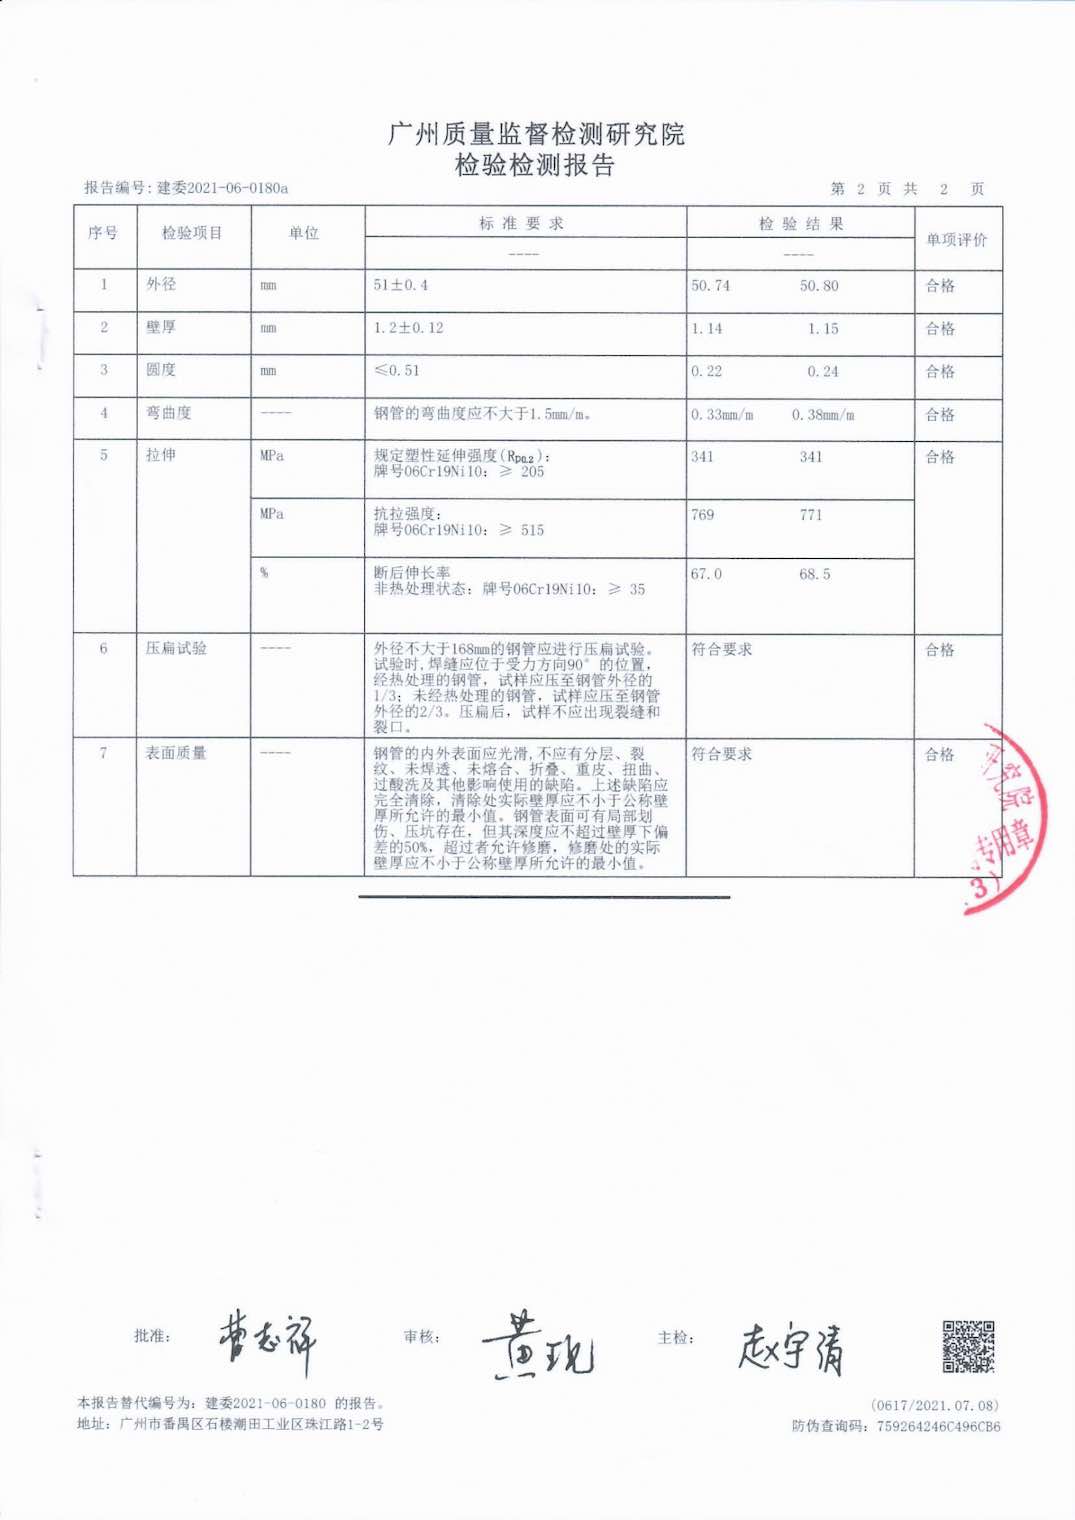 广州质量监督检测研究院
检验检测报告
报告编号:建委2021-06-0180a
第 2 页 共 2 页
序号 检验项目 单位 标 准 要 求 检 验 结 果 单项评价
---- ----
1 外径 mm 51±0.4 50.74 50.80 合格
2 壁厚 mm 1.2±0.12 1.14 1.15 合格
3 圆度 mm ≤0.51 0.22 0.24 合格
4 弯曲度 ---- 钢管的弯曲度应不大于1.5mm/m。 0.33mm/m 0.38mm/m 合格
5 拉伸 MPa 规定塑性延伸强度(Rp0.2): 341 341 合格
牌号06Cr19Ni10: ≥ 205
MPa 抗拉强度: 769 771
牌号06Cr19Ni10: ≥ 515
% 断后伸长率 67.0 68.5
非热处理状态: 牌号06Cr19Ni10: ≥ 35
6 压扁试验 ---- 外径不大于168mm的钢管应进行压扁试验。 符合要求 合格
试验时,焊缝应位于受力方向90°的位置,
经热处理的钢管, 试样应压至钢管外径的
1/3; 未经热处理的钢管, 试样应压至钢管
外径的2/3。压扁后, 试样不应出现裂缝和
裂口。
7 表面质量 ---- 钢管的内外表面应光滑,不应有分层、裂 符合要求 合格
纹、未焊透、未熔合、折叠、重皮、扭曲、
过酸洗及其他影响使用的缺陷。上述缺陷应
完全清除, 清除处实际壁厚应不小于公称壁
厚所允许的最小值。钢管表面可有局部划
伤、压坑存在, 但其深度应不超过壁厚下偏
差的50%, 超过者允许修磨, 修磨处的实际
壁厚应不小于公称壁厚所允许的最小值。
究院
专用章
3)
批准: 曹志祥 审核: 黄现 主检: 赵宇清
本报告替代编号为: 建委2021-06-0180 的报告。
(0617/2021.07.08)
地址: 广州市番禺区石楼潮田工业区珠江路1-2号
防伪查询码: 759264246C496CB6